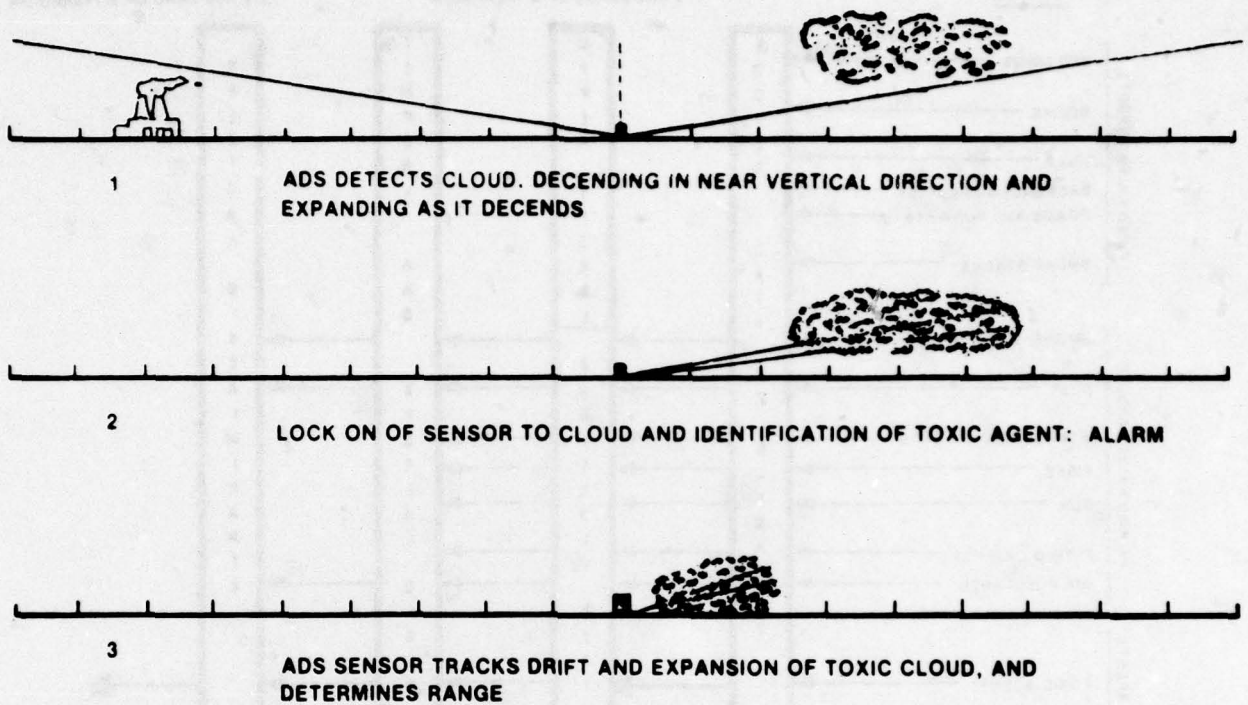 1
ADS DETECTS CLOUD. DECENDING IN NEAR VERTICAL DIRECTION AND
EXPANDING AS IT DECENDS
2
LOCK ON OF SENSOR TO CLOUD AND IDENTIFICATION OF TOXIC AGENT: ALARM
3
ADS SENSOR TRACKS DRIFT AND EXPANSION OF TOXIC CLOUD, AND
DETERMINES RANGE